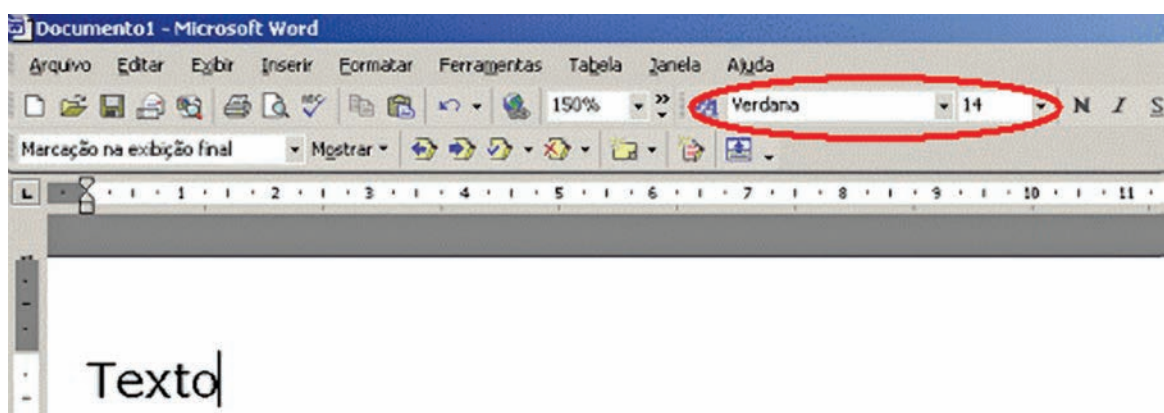 Documento1 - Microsoft Word
Arquivo Editar Exibir Inserir Formatar Ferramentas Tabela Janela Ajuda
150% Verdana 14 N I S
Marcação na exibição final Mostrar
1 2 3 4 5 6 7 8 9 10 11
Texto